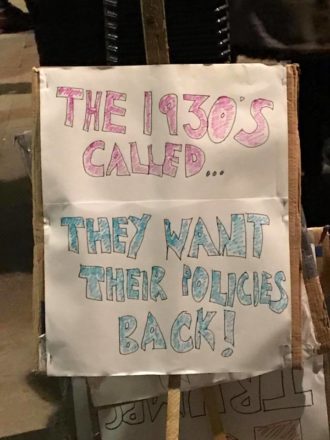 THE 1930'S
CALLED...
THEY WANT
THEIR POLICIES
BACK!